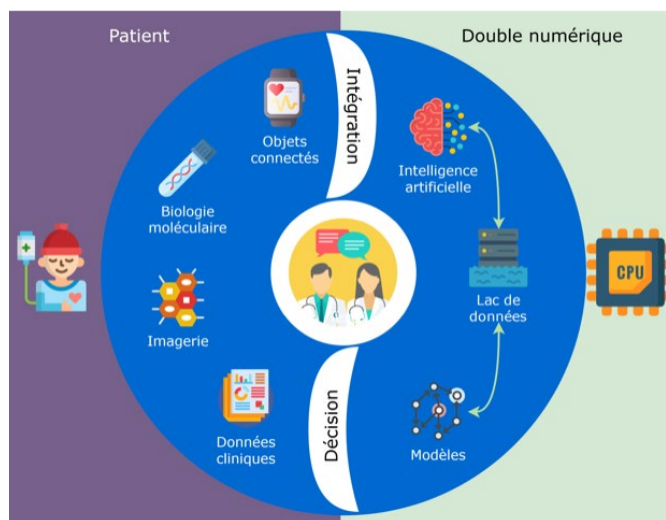 Patient
Double numérique
Intégration
Objets
connectés
Intelligence
artificielle
Biologie
moléculaire
CPU
Lac de
données
Imagerie
Données
cliniques
Décision
Modèles